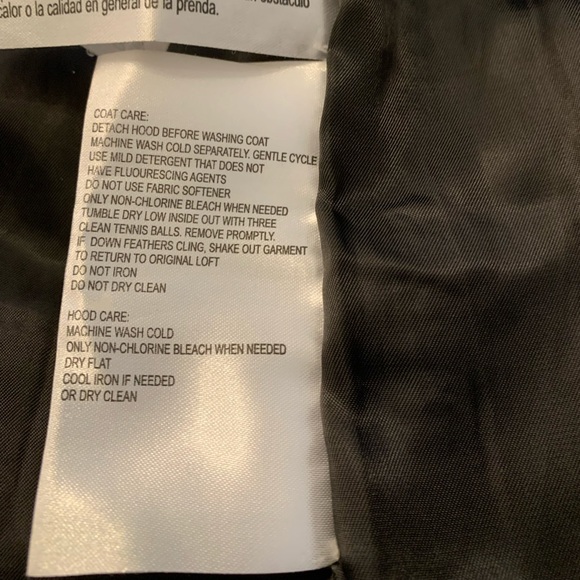 calor o la calidad en general de la prenda.
COAT CARE:
DETACH HOOD BEFORE WASHING COAT
MACHINE WASH COLD SEPARATELY. GENTLE CYCLE
USE MILD DETERGENT THAT DOES NOT
HAVE FLUOURESCING AGENTS
DO NOT USE FABRIC SOFTENER
ONLY NON-CHLORINE BLEACH WHEN NEEDED
TUMBLE DRY LOW INSIDE OUT WITH THREE
CLEAN TENNIS BALLS. REMOVE PROMPTLY.
IF DOWN FEATHERS CLING, SHAKE OUT GARMENT
TO RETURN TO ORIGINAL LOFT
DO NOT IRON
DO NOT DRY CLEAN
HOOD CARE:
MACHINE WASH COLD
ONLY NON-CHLORINE BLEACH WHEN NEEDED
DRY FLAT
COOL IRON IF NEEDED
OR DRY CLEAN